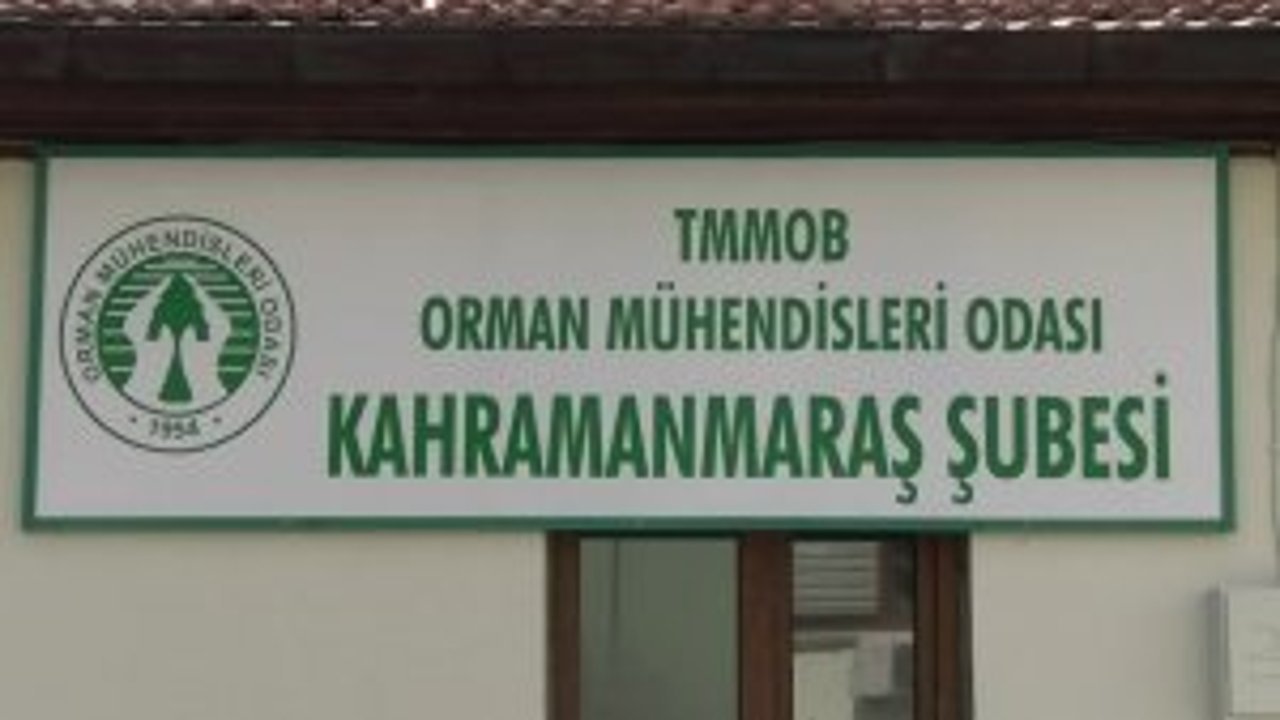 TMMOB
ORMAN MÜHENDİSLERİ ODASI
KAHRAMANMARAŞ ŞUBESİ
ORMAN MÜHENDİSLERİ ODASI
· 1954 ·